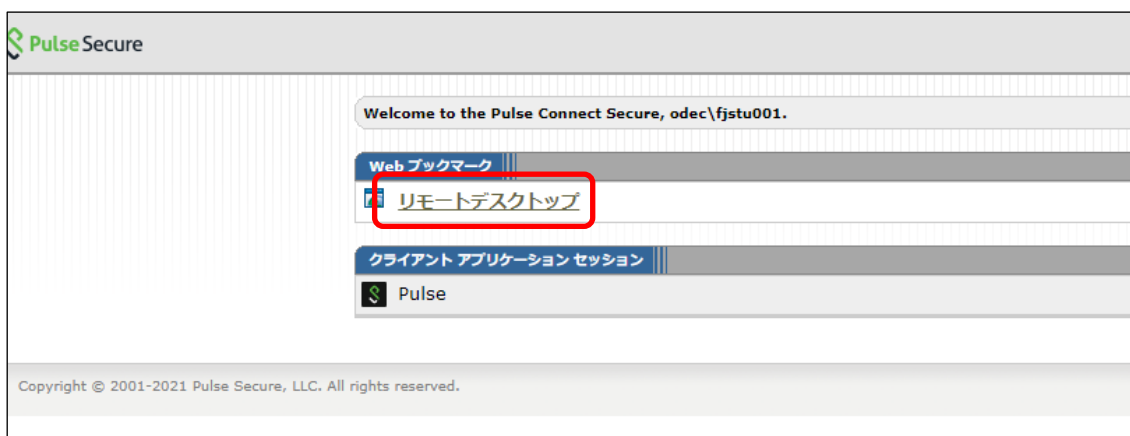 Pulse Secure
Welcome to the Pulse Connect Secure, odec\fjstu001.
Web ブックマーク
リモートデスクトップ
クライアント アプリケーション セッション
Pulse
Copyright © 2001-2021 Pulse Secure, LLC. All rights reserved.